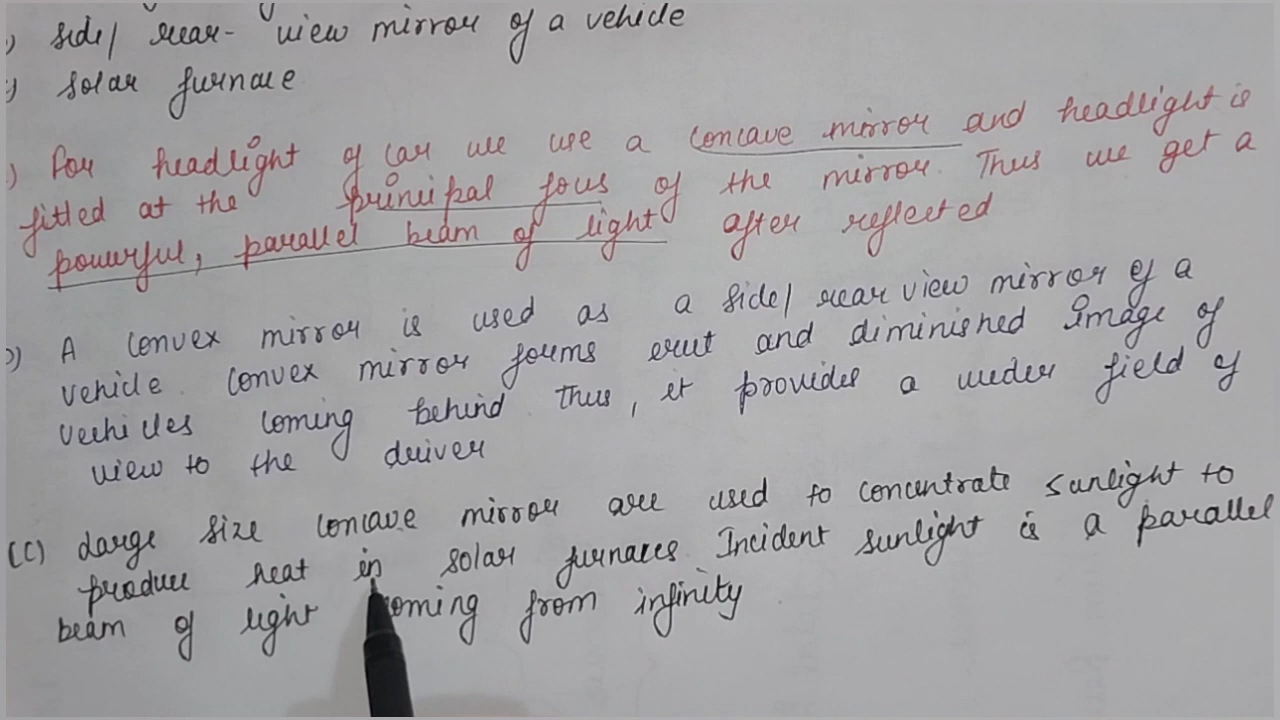 ) side/ rear- view mirror of a vehicle
) solar furnace
) For headlight of car we use a concave mirror and headlight is
fitted at the principal focus of the mirror. Thus we get a
powerful, parallel beam of light after reflected
) A convex mirror is used as a side/ rear view mirror of a
vehicle. convex mirror forms erect and diminished Image of
vechicles coming behind. Thus, it provides a wider field of
view to the driver
(C) Large size concave mirror are used to concentrate sunlight to
produce heat in solar furnaces. Incident sunlight is a parallel
beam of light coming from infinity